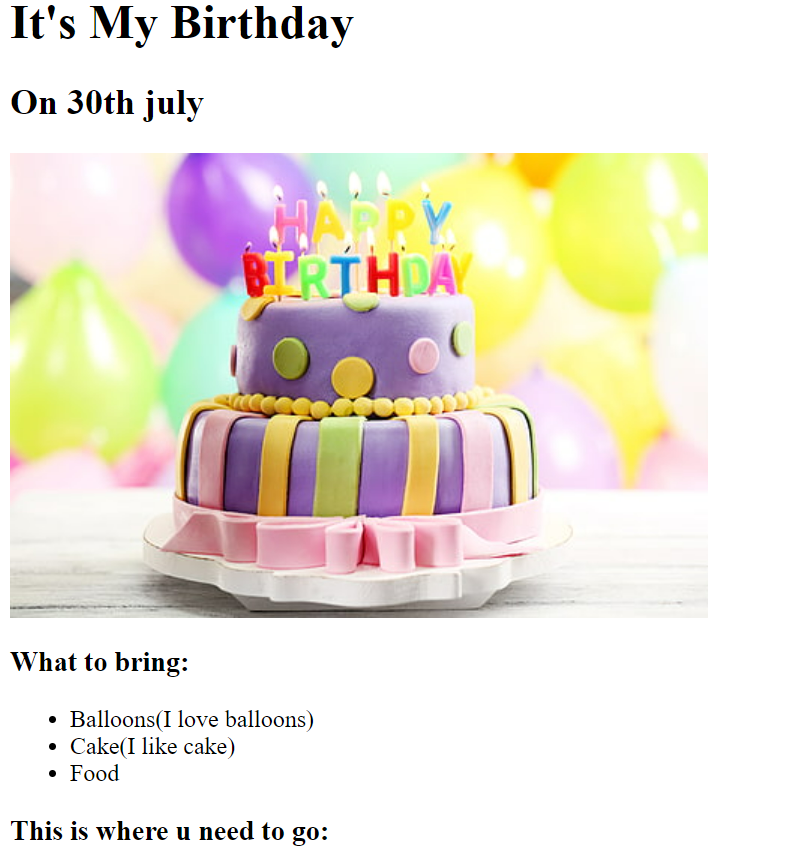 It's My Birthday
On 30th july
HAPPY
BIRTHDAY
What to bring:
Balloons(I love balloons)
Cake(I like cake)
Food
This is where u need to go: